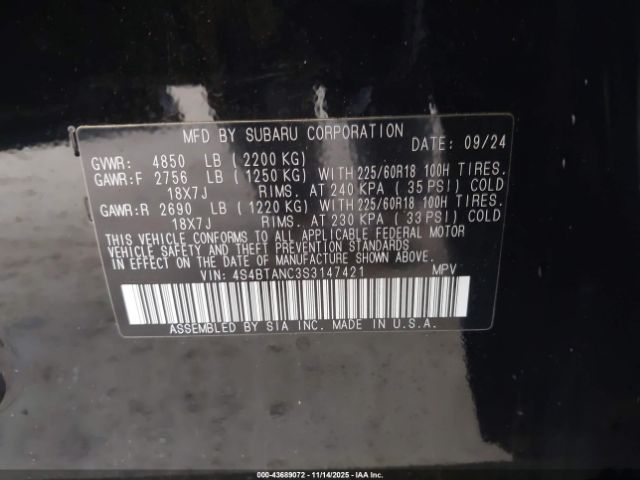 MFD BY SUBARU CORPORATION DATE: 09/24
GVWR: 4850 LB (2200 KG)
GAWR:F 2756 LB (1250 KG) WITH 225/60R18 100H TIRES.
18X7J RIMS. AT 240 KPA (35 PSI) COLD
GAWR:R 2690 LB (1220 KG) WITH 225/60R18 100H TIRES.
18X7J RIMS. AT 230 KPA (33 PSI) COLD
THIS VEHICLE CONFORMS TO ALL APPLICABLE FEDERAL MOTOR
VEHICLE SAFETY AND THEFT PREVENTION STANDARDS
IN EFFECT ON THE DATE OF MANUFACTURE SHOWN ABOVE.
VIN: 4S4BTANC3S3147421 MPV
ASSEMBLED BY SIA INC. MADE IN U.S.A.
000-43689072 - 11/14/2025 - IAA Inc.